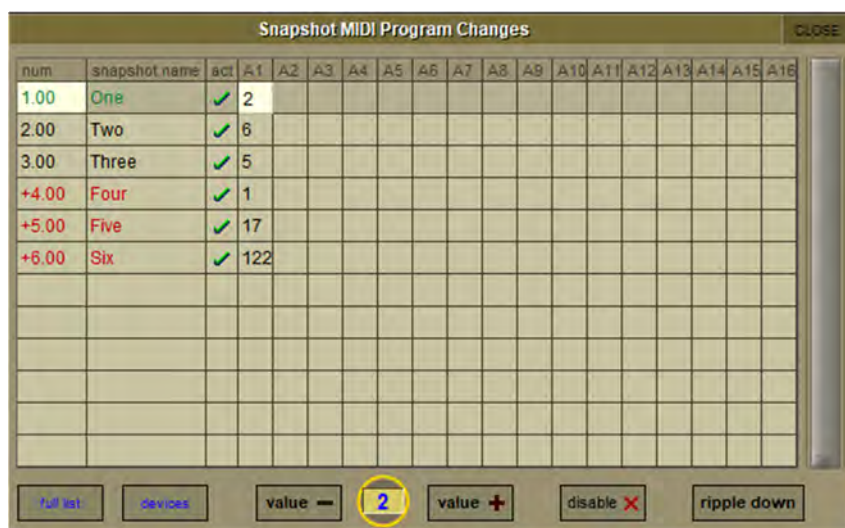 Snapshot MIDI Program Changes CLOSE
num snapshot name act A1 A2 A3 A4 A5 A6 A7 A8 A9 A10 A11 A12 A13 A14 A15 A16
1.00 One 2
2.00 Two 6
3.00 Three 5
+4.00 Four 1
+5.00 Five 17
+6.00 Six 122
full list devices value 2 value disable ripple down